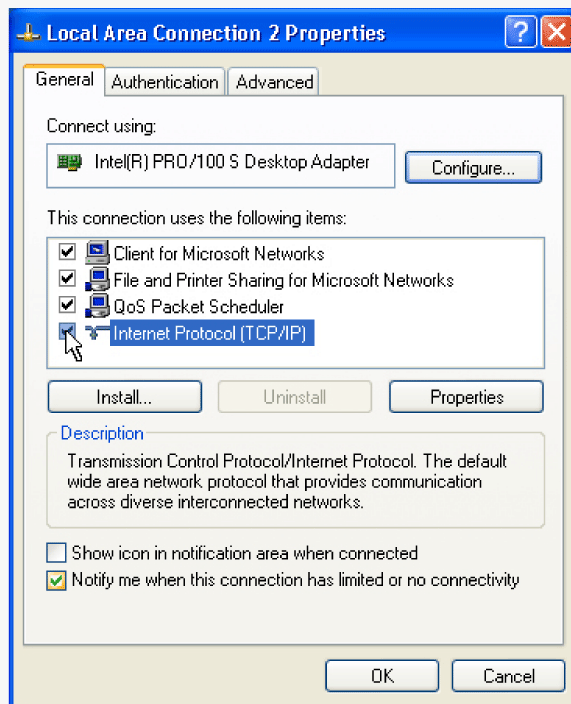 Local Area Connection 2 Properties
General Authentication Advanced
Connect using:
Intel(R) PRO/100 S Desktop Adapter Configure...
This connection uses the following items:
Client for Microsoft Networks
File and Printer Sharing for Microsoft Networks
QoS Packet Scheduler
Internet Protocol (TCP/IP)
Install... Uninstall Properties
Description
Transmission Control Protocol/Internet Protocol. The default
wide area network protocol that provides communication
across diverse interconnected networks.
Show icon in notification area when connected
Notify me when this connection has limited or no connectivity
OK Cancel